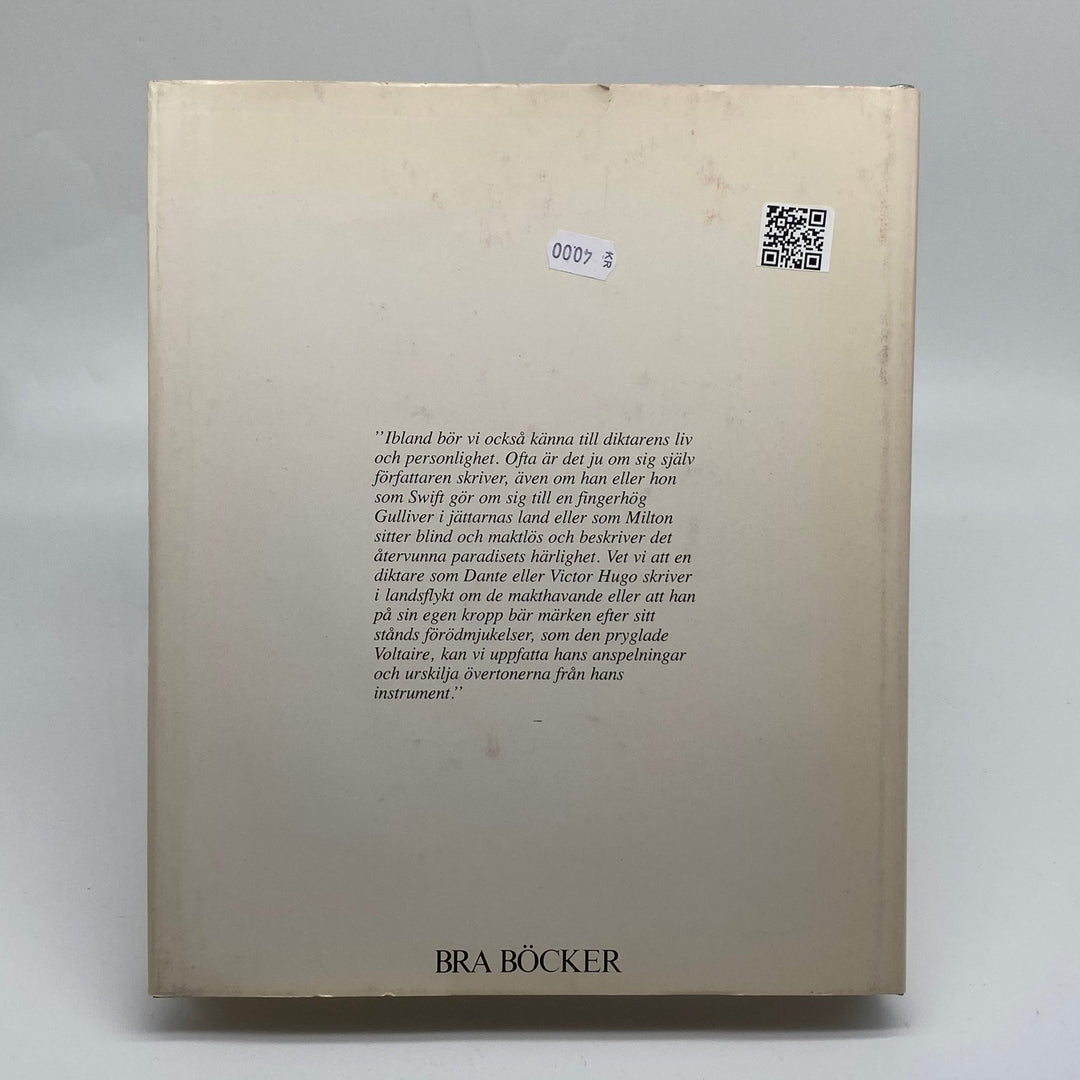 KR 40.00
”Ibland bör vi också känna till diktarens liv
och personlighet. Ofta är det ju om sig själv
författaren skriver, även om han eller hon
som Swift gör om sig till en fingerhög
Gulliver i jättarnas land eller som Milton
sitter blind och maktlös och beskriver det
återvunna paradisets härlighet. Vet vi att en
diktare som Dante eller Victor Hugo skriver
i landsflykt om de makthavande eller att han
på sin egen kropp bär märken efter sitt
stånds förödmjukelser, som den pryglade
Voltaire, kan vi uppfatta hans anspelningar
och urskilja övertonerna från hans
instrument.”
BRA BÖCKER